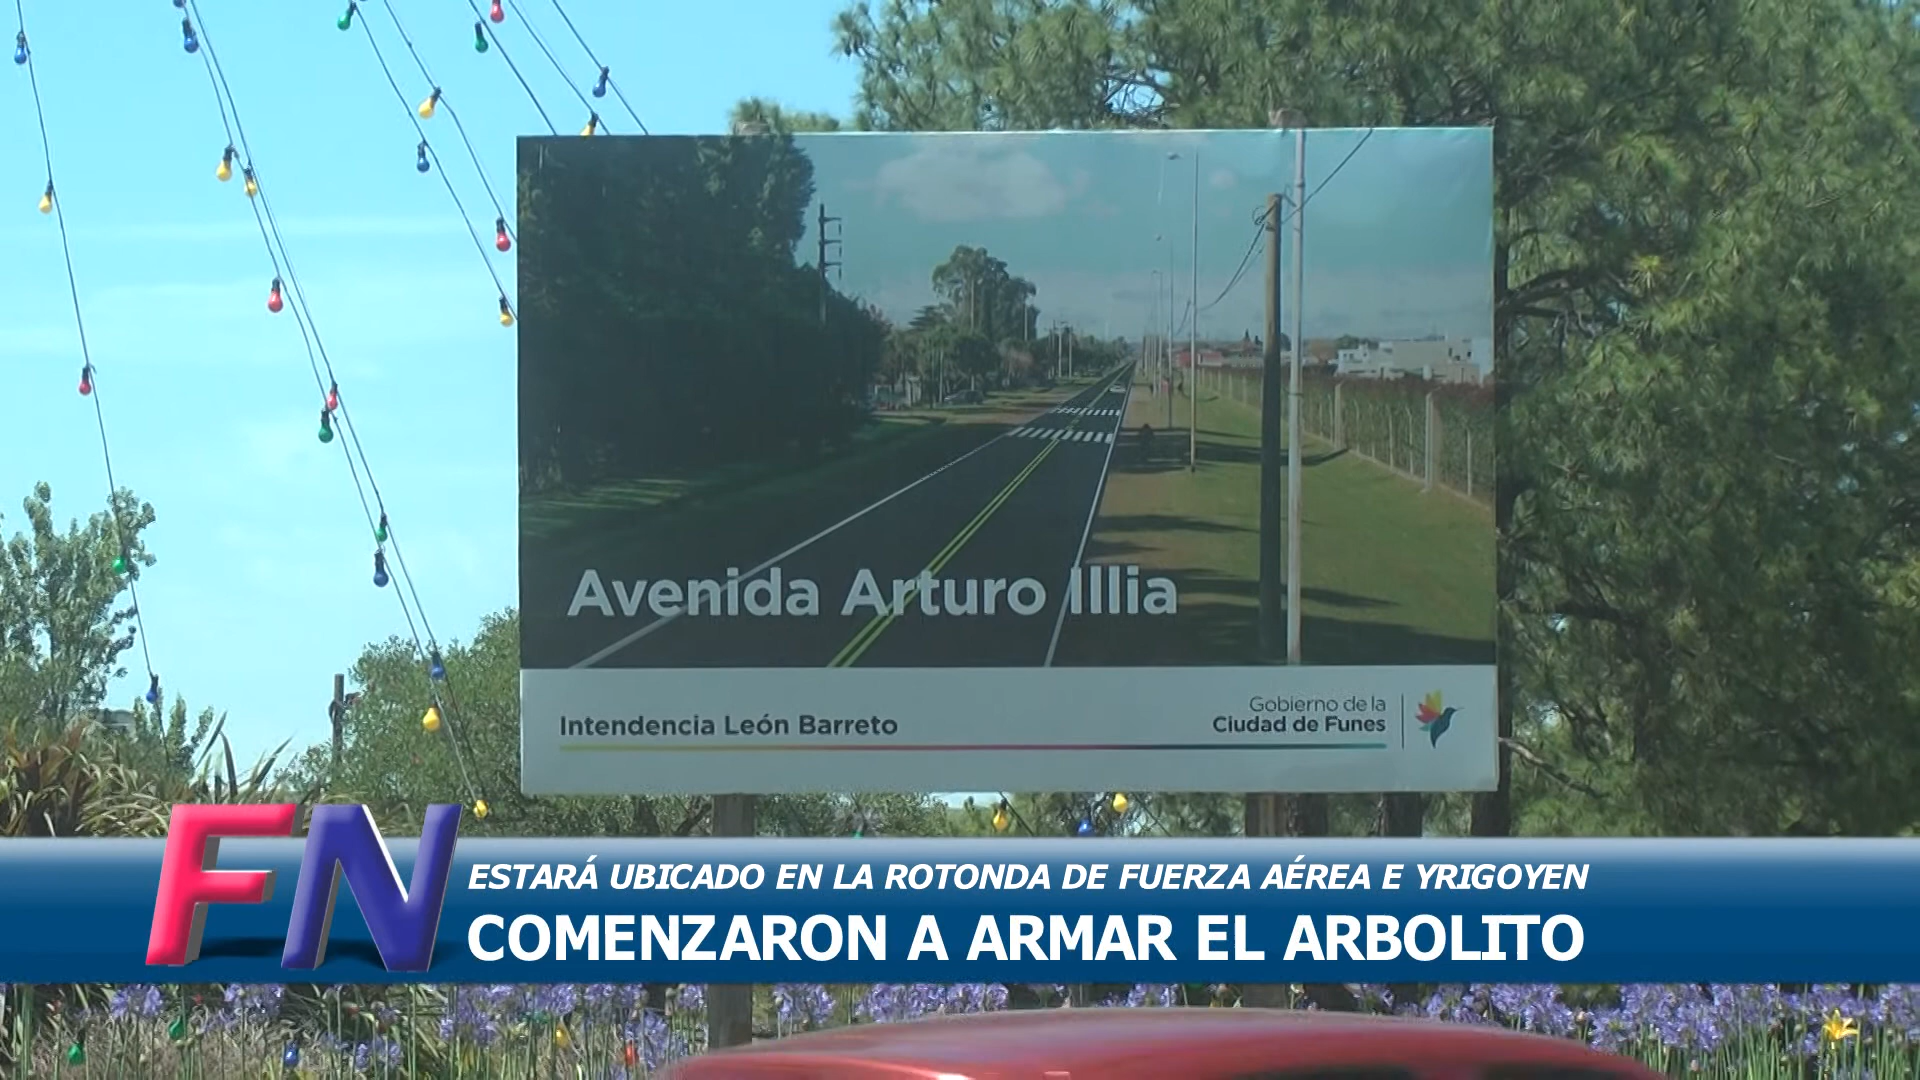 Avenida Arturo Illia
Intendencia León Barreto
Gobierno de la
Ciudad de Funes
FN
ESTARÁ UBICADO EN LA ROTONDA DE FUERZA AÉREA E YRIGOYEN
COMENZARON A ARMAR EL ARBOLITO